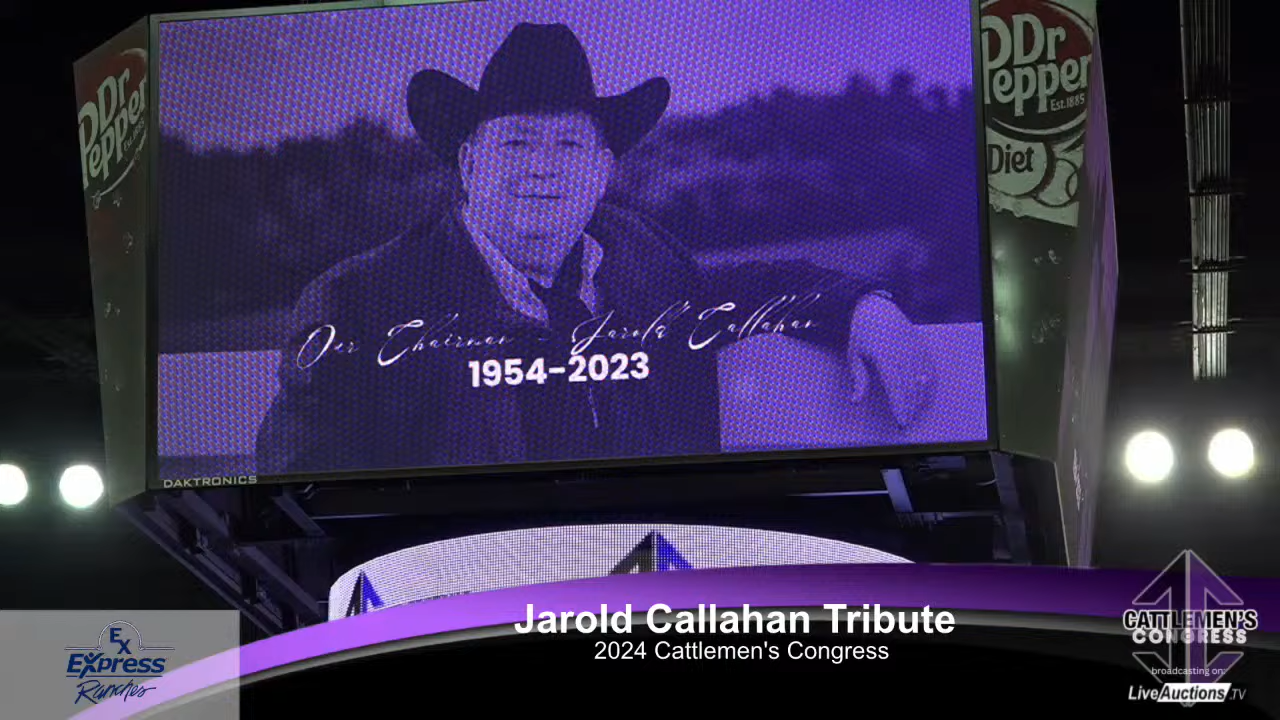 Dr Pepper
Dr Pepper
Est. 1885
Diet
Our Chairman - Jarold Callahan
1954-2023
DAKTRONICS
Jarold Callahan Tribute
2024 Cattlemen's Congress
EX
EXpress
Ranches
CATTLEMEN'S
CONGRESS
broadcasting on:
LiveAuctions.TV